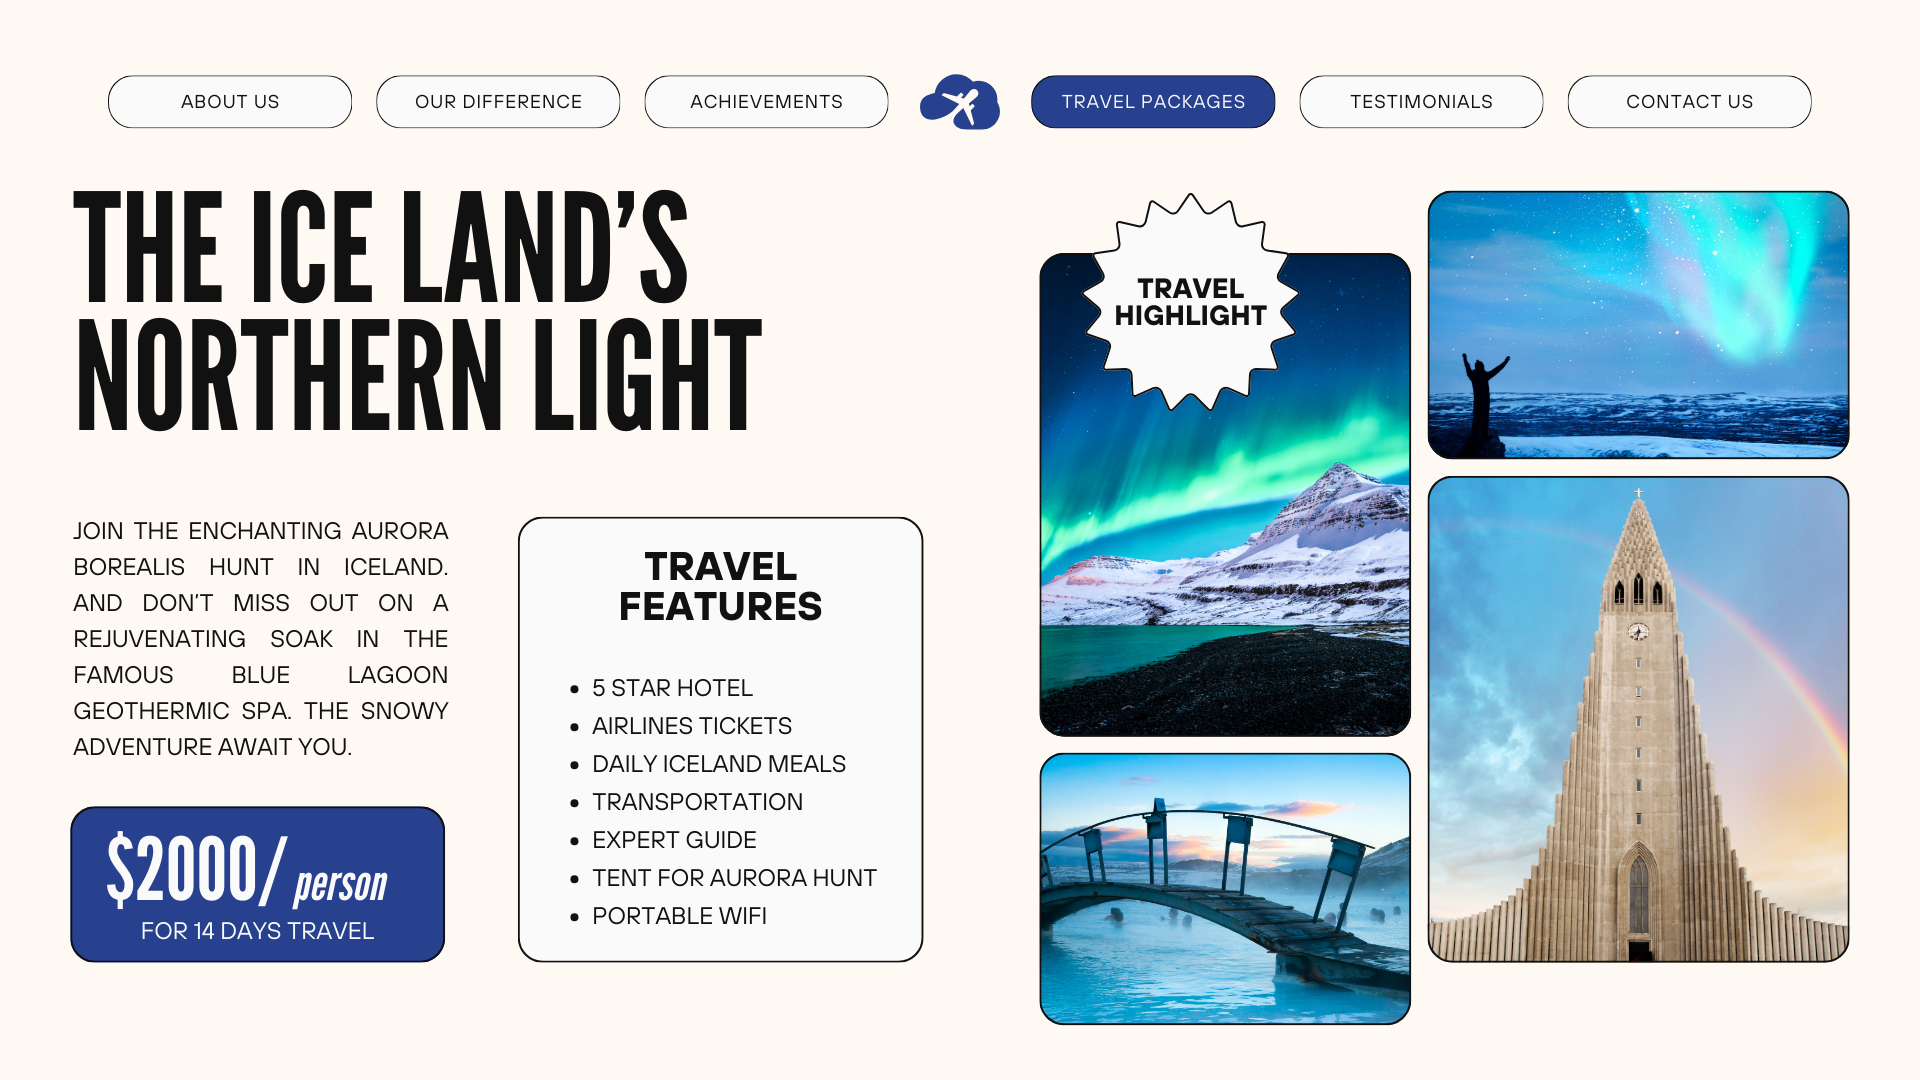 ABOUT US
OUR DIFFERENCE
ACHIEVEMENTS
TRAVEL PACKAGES
TESTIMONIALS
CONTACT US
THE ICE LAND’S
NORTHERN LIGHT
JOIN THE ENCHANTING AURORA
BOREALIS HUNT IN ICELAND.
AND DON'T MISS OUT ON A
REJUVENATING SOAK IN THE
FAMOUS BLUE LAGOON
GEOTHERMIC SPA. THE SNOWY
ADVENTURE AWAIT YOU.
$2000/ person
FOR 14 DAYS TRAVEL
TRAVEL
FEATURES
• 5 STAR HOTEL
• AIRLINES TICKETS
• DAILY ICELAND MEALS
• TRANSPORTATION
• EXPERT GUIDE
• TENT FOR AURORA HUNT
• PORTABLE WIFI
TRAVEL
HIGHLIGHT